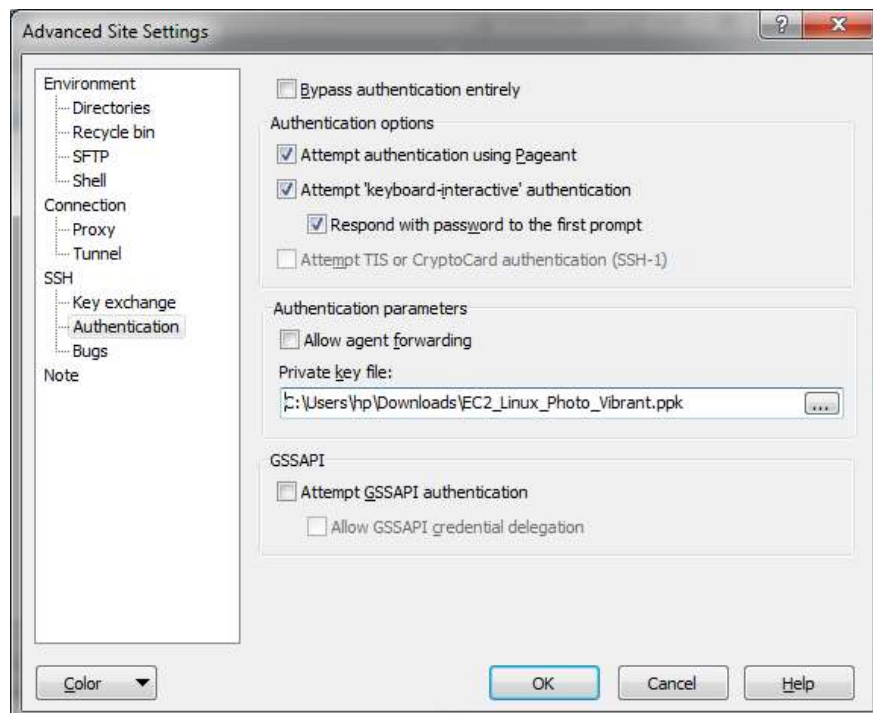 Advanced Site Settings
Environment
Directories
Recycle bin
SFTP
Shell
Connection
Proxy
Tunnel
SSH
Key exchange
Authentication
Bugs
Note
Bypass authentication entirely
Authentication options
Attempt authentication using Pageant
Attempt 'keyboard-interactive' authentication
Respond with password to the first prompt
Attempt TIS or CryptoCard authentication (SSH-1)
Authentication parameters
Allow agent forwarding
Private key file:
C:\Users\hp\Downloads\EC2_Linux_Photo_Vibrant.ppk
...
GSSAPI
Attempt GSSAPI authentication
Allow GSSAPI credential delegation
Color
OK
Cancel
Help